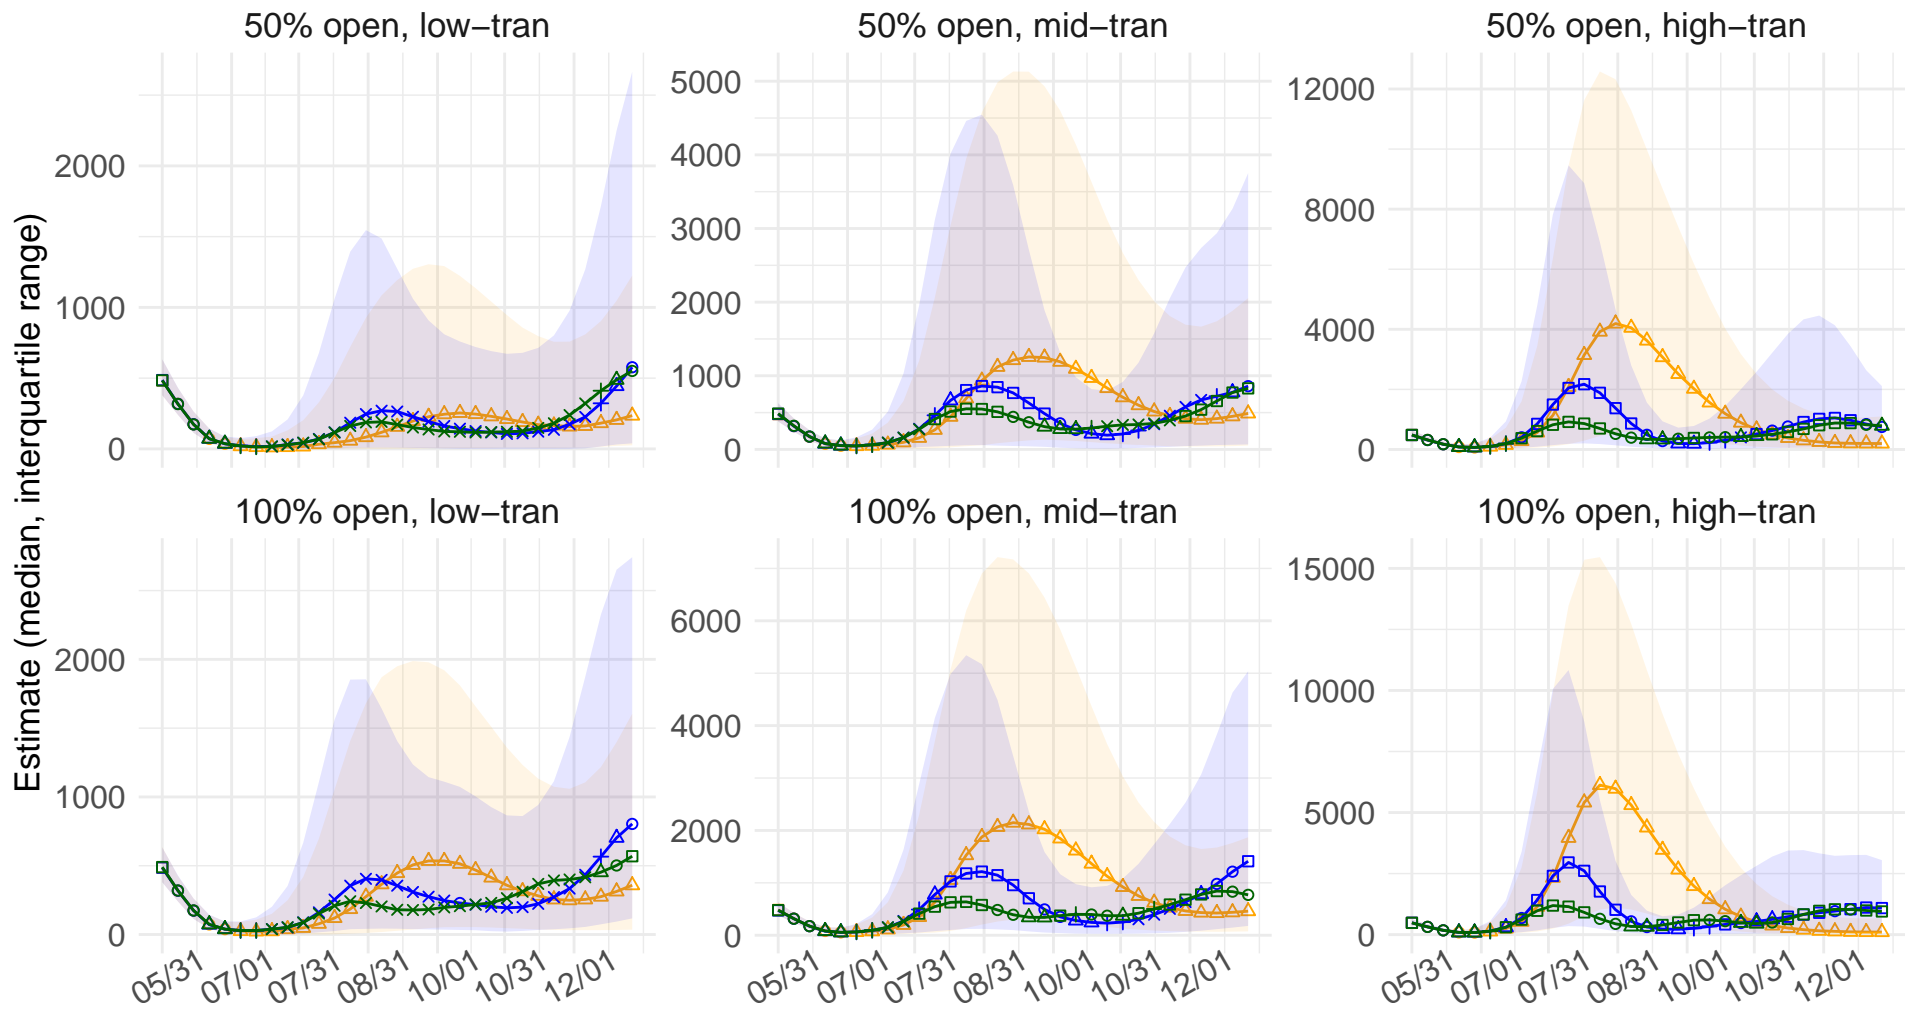 Estimate (median, interquartile range)
50% open, low−tran
50% open, mid−tran
50% open, high−tran
2000
1000
0
5000
4000
3000
2000
1000
0
12000
8000
4000
0
100% open, low−tran
100% open, mid−tran
100% open, high−tran
2000
1000
0
6000
4000
2000
0
15000
10000
5000
0
05/31 07/01 07/31 08/31 10/01 10/31 12/01
05/31 07/01 07/31 08/31 10/01 10/31 12/01
05/31 07/01 07/31 08/31 10/01 10/31 12/01